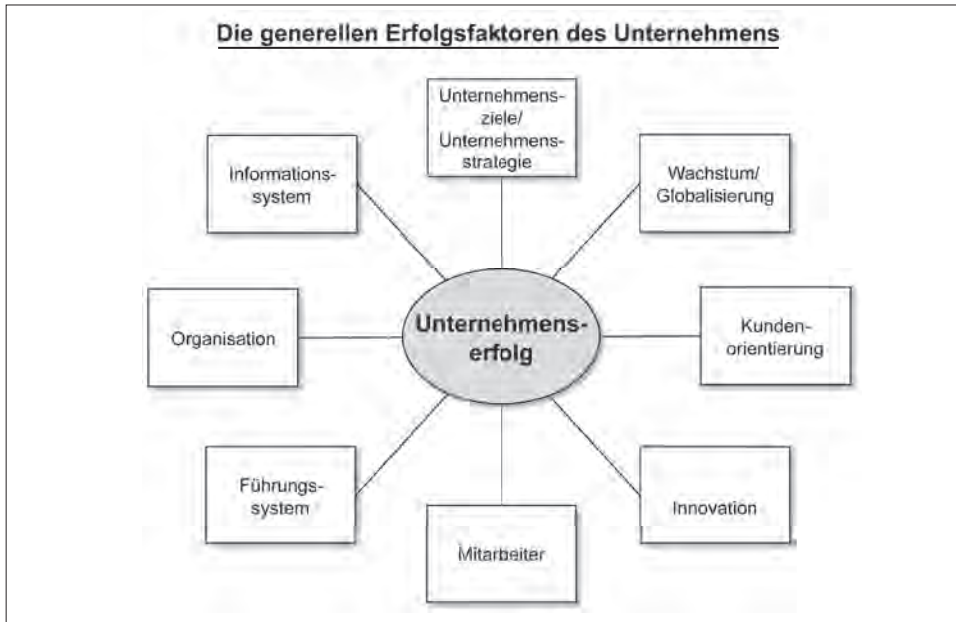 Die generellen Erfolgsfaktoren des Unternehmens
Unternehmens-
ziele/
Unternehmens-
strategie
Wachstum/
Globalisierung
Kunden-
orientierung
Innovation
Mitarbeiter
Führungs-
system
Organisation
Informations-
system
Unternehmens-
erfolg